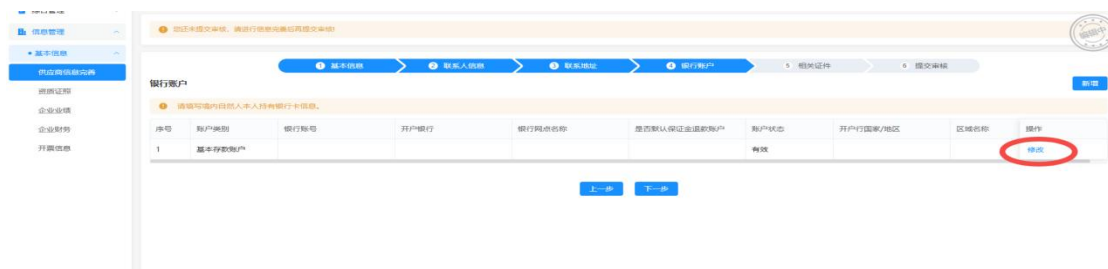 信息管理
您还未提交审核，请进行信息完善后再提交审核!
基本信息
供应商信息完善
1 基本信息 2 联系人信息 3 联系地址 4 银行账户 5 相关证件 6 提交审核
银行账户
新增
资质证照
请填写境内自然人本人持有银行卡信息。
企业业绩
企业财务
序号 账户类别 银行账号 开户银行 银行网点名称 是否默认保证金退款账户 账户状态 开户行国家/地区 区域名称 操作
开票信息
1 基本存款账户 有效 修改
上一步 下一步